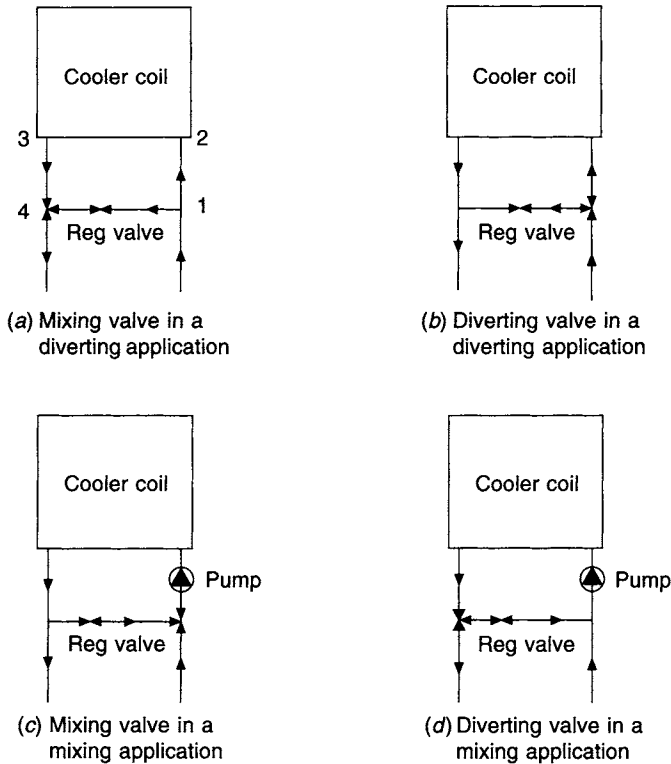 Cooler coil
3
2
4
1
Reg valve
(a) Mixing valve in a
diverting application
Cooler coil
Reg valve
(b) Diverting valve in a
diverting application
Cooler coil
Pump
Reg valve
(c) Mixing valve in a
mixing application
Cooler coil
Pump
Reg valve
(d) Diverting valve in a
mixing application